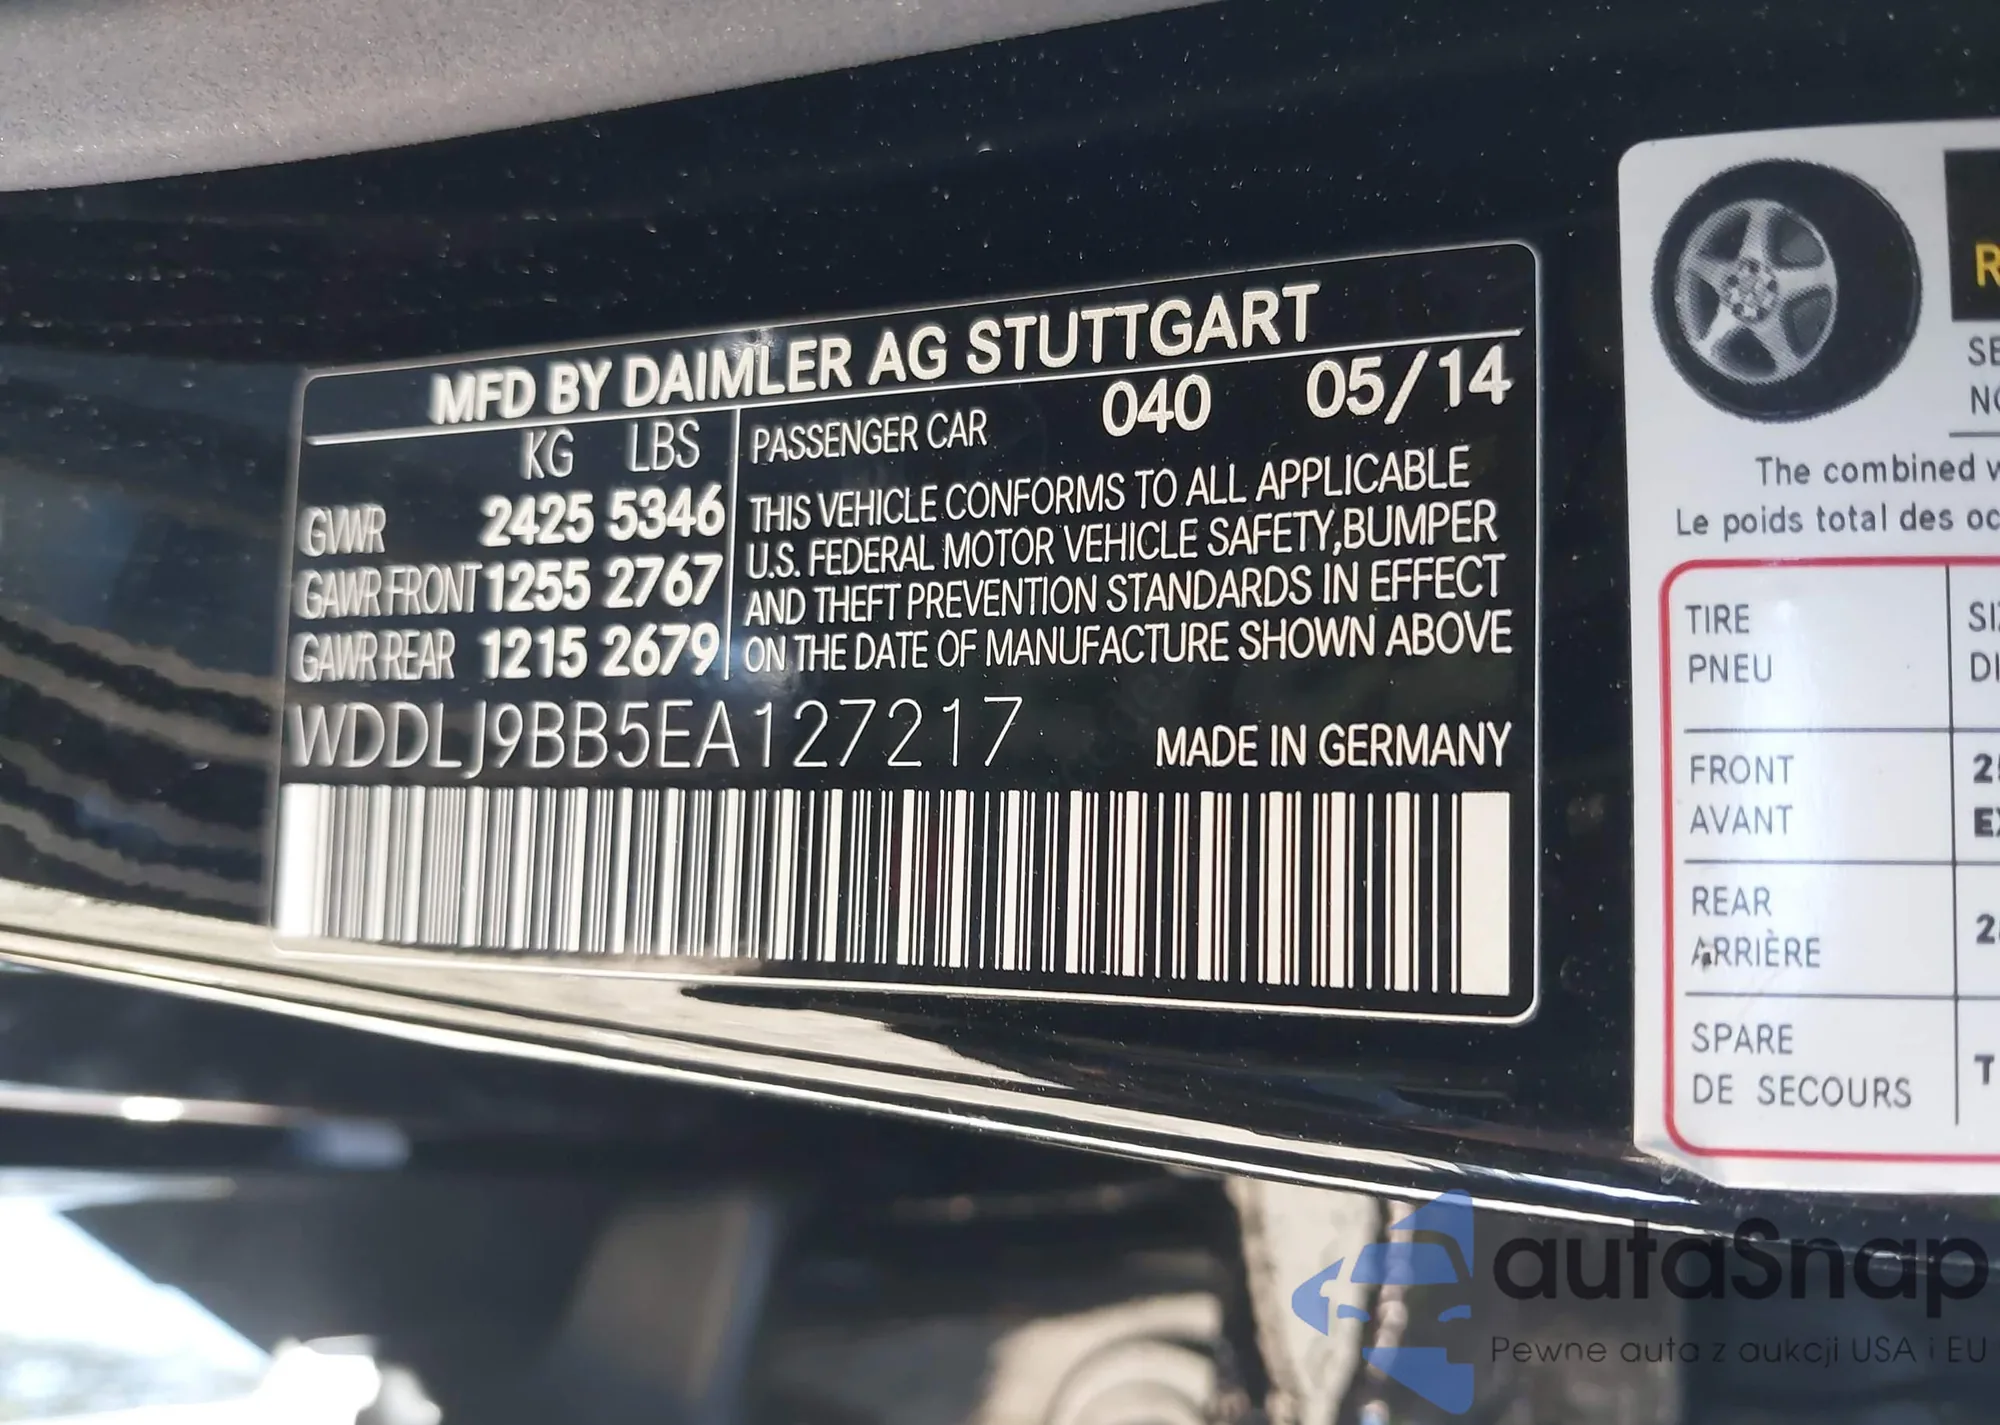 MFD BY DAIMLER AG STUTTGART
KG LBS
PASSENGER CAR 040 05/14
GVWR 2425 5346
GAWR FRONT 1255 2767
GAWR REAR 1215 2679
THIS VEHICLE CONFORMS TO ALL APPLICABLE
U.S. FEDERAL MOTOR VEHICLE SAFETY,BUMPER
AND THEFT PREVENTION STANDARDS IN EFFECT
ON THE DATE OF MANUFACTURE SHOWN ABOVE
WDDLJ9BB5EA127217
MADE IN GERMANY
The combined
Le poids total des
TIRE
PNEU
FRONT
AVANT
REAR
ARRIÈRE
SPARE
DE SECOURS
autaSnap
Pewne auta z aukcji USA i EU